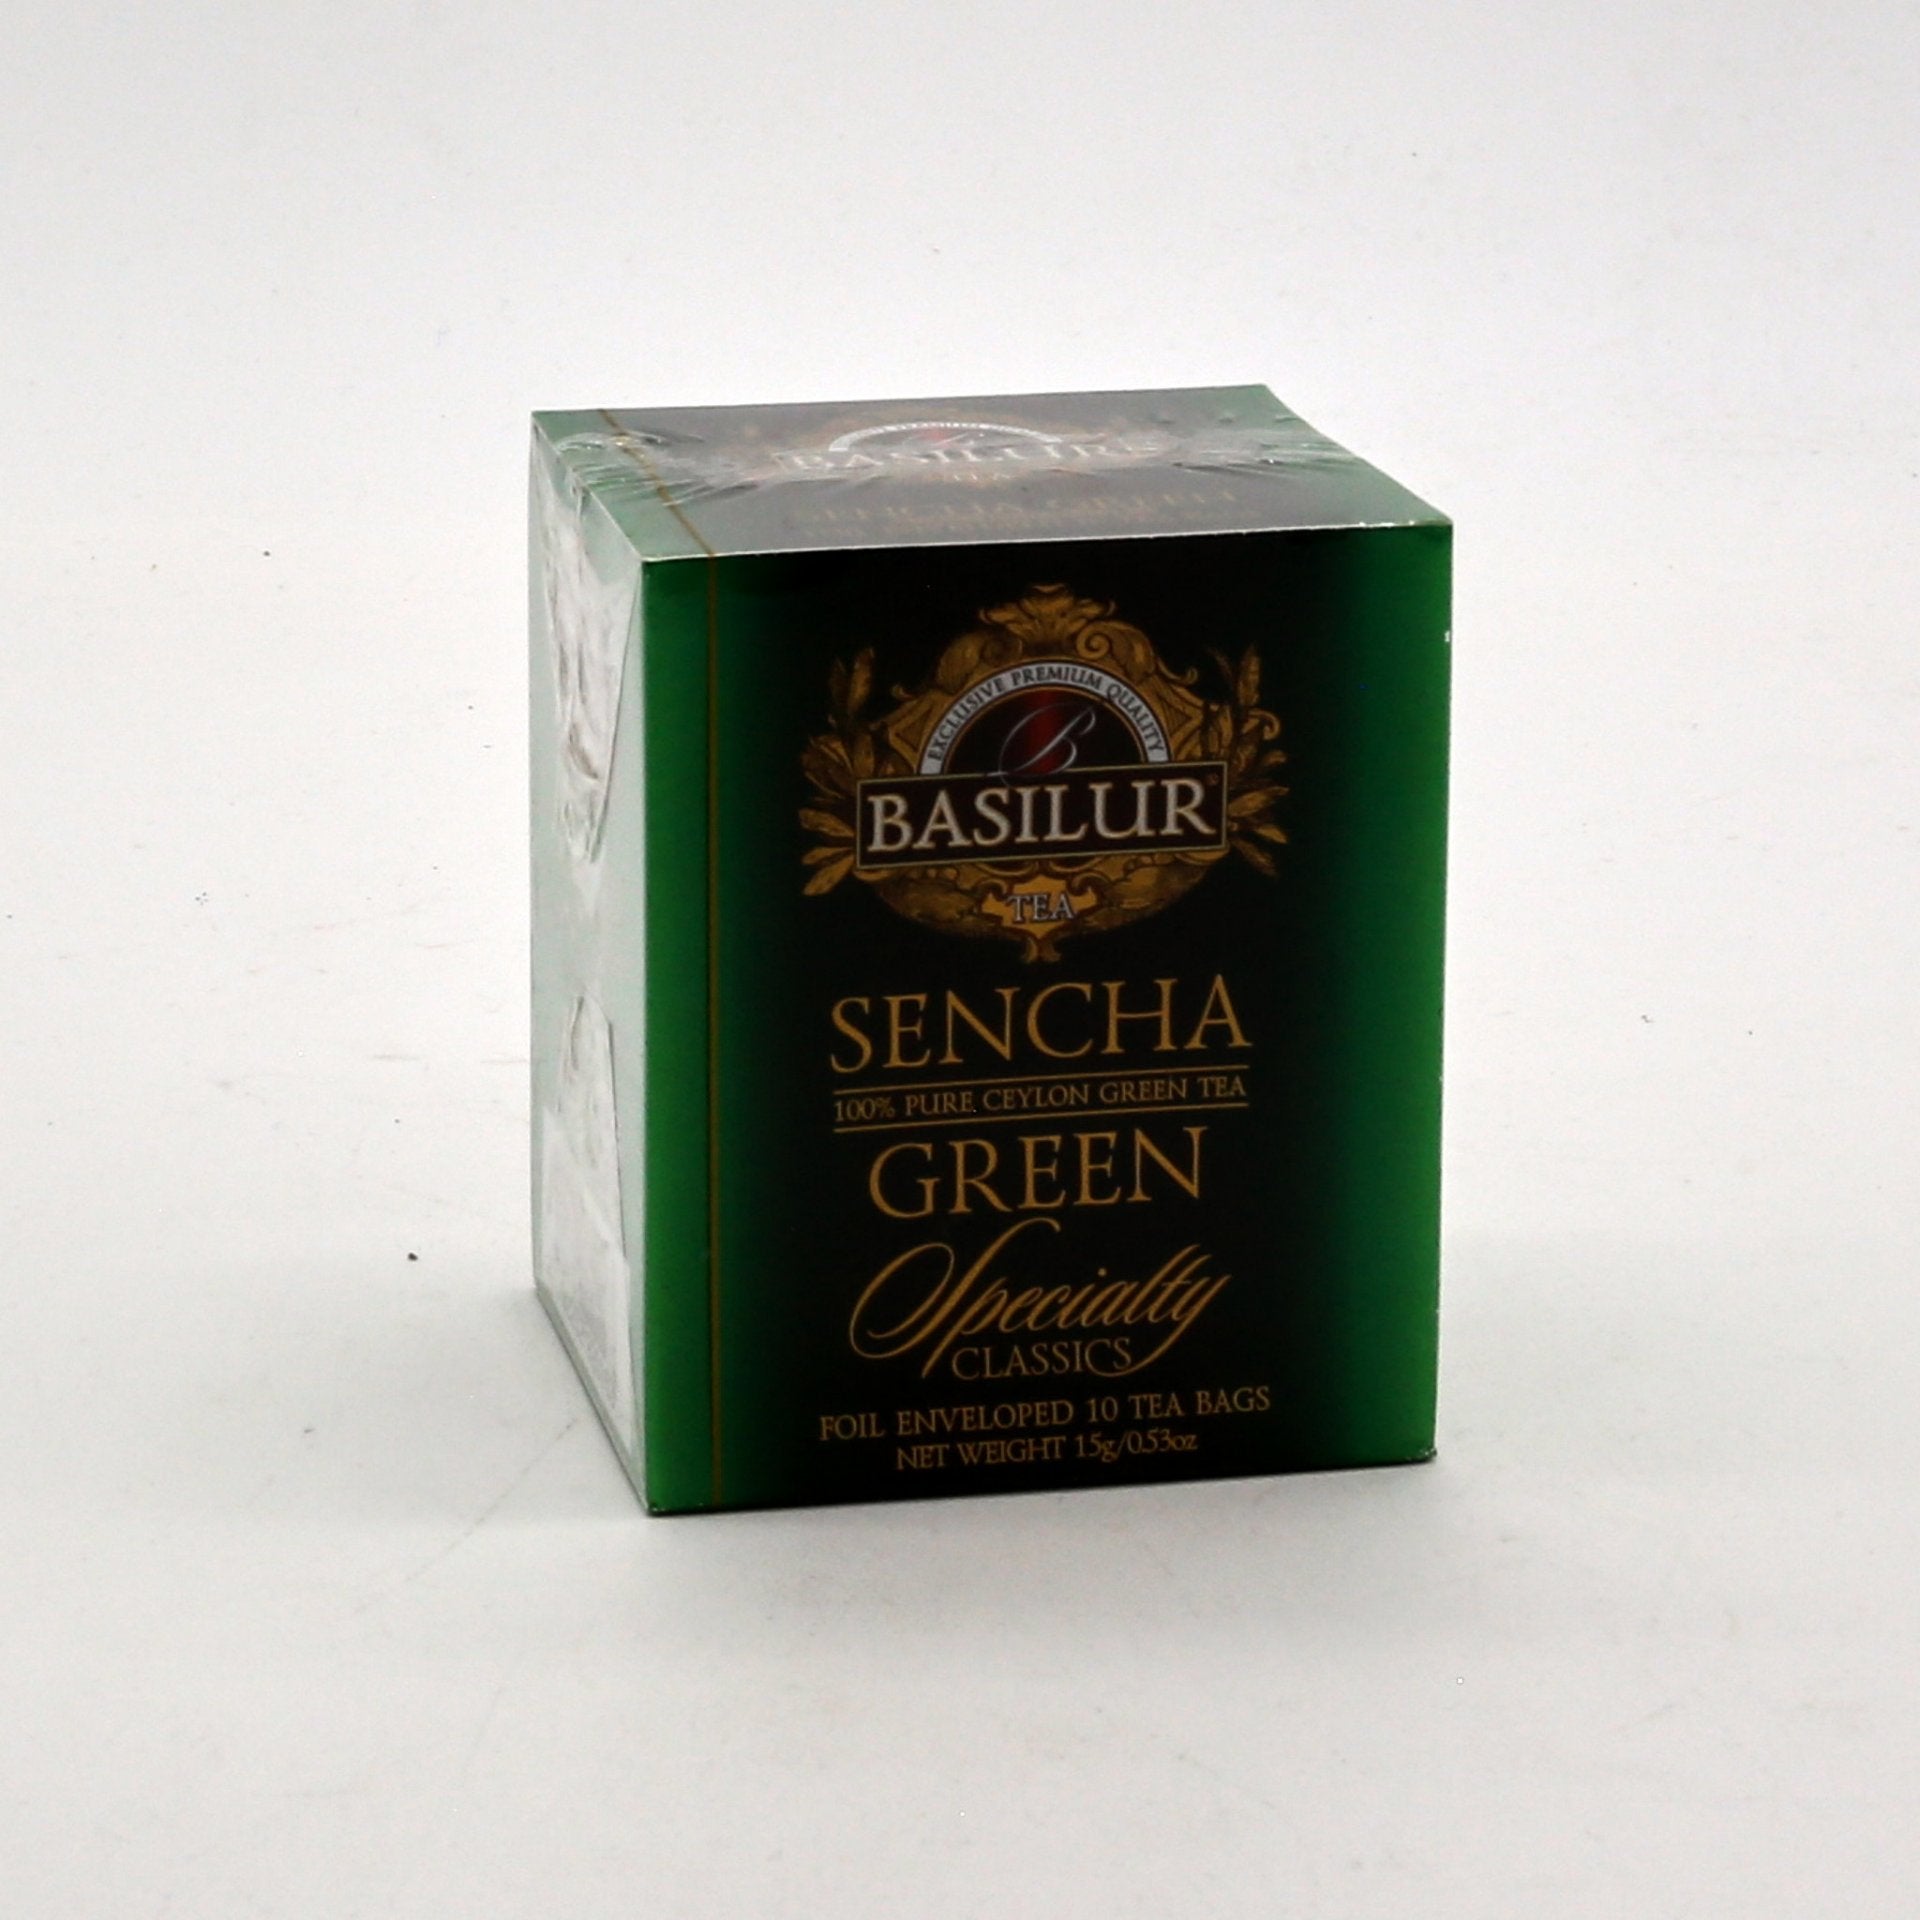 BASILUR
EXCLUSIVE PREMIUM QUALITY
B
BASILUR®
TEA
SENCHA
100% PURE CEYLON GREEN TEA
GREEN
Specialty
CLASSICS
FOIL ENVELOPED 10 TEA BAGS
NET WEIGHT 15g/0.53oz